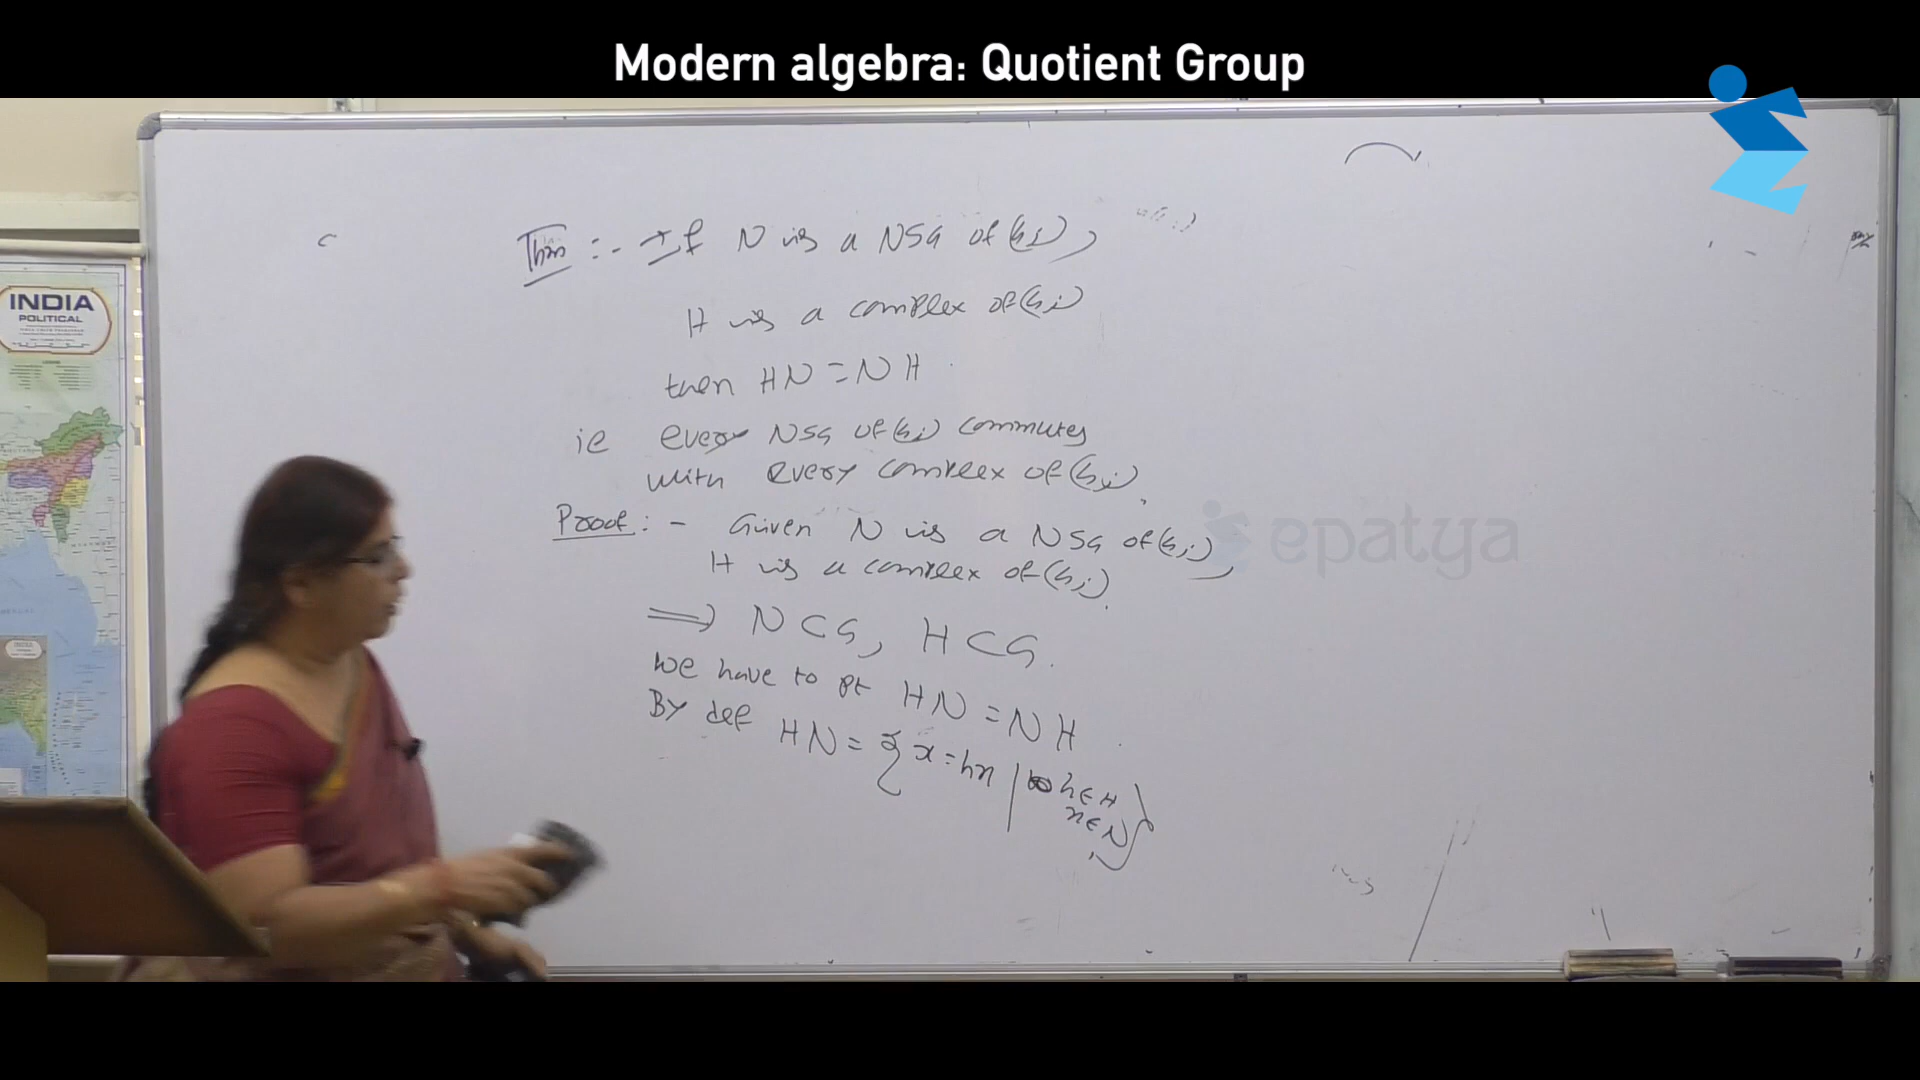 Modern algebra: Quotient Group
Thm :- If N is a NSG of (G,·),
H is a complex of (G,·)
then HN = NH.
ie every NSG of (G,·) commutes
with every complex of (G,·).
Proof :- Given N is a NSG of (G,·),
H is a complex of (G,·).
⟹ N⊂G, H⊂G.
We have to pt HN = NH
By def HN = { x = hn | h∈H
n∈N }
INDIA
POLITICAL
epatya